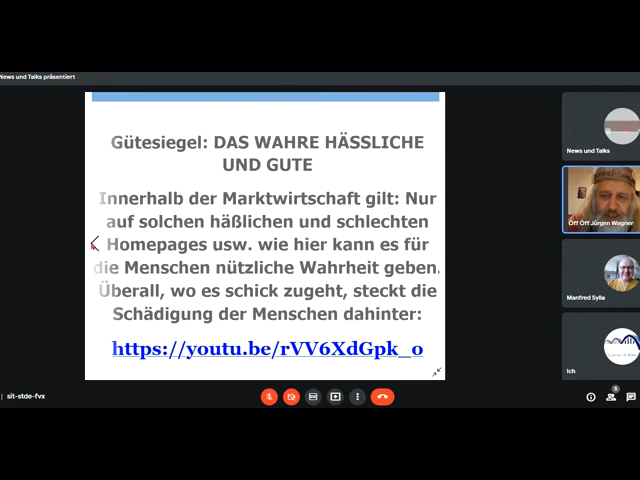 News und Talks präsentiert
Gütesiegel: DAS WAHRE HÄSSLICHE
UND GUTE
Innerhalb der Marktwirtschaft gilt: Nur
auf solchen häßlichen und schlechten
Homepages usw. wie hier kann es für
die Menschen nützliche Wahrheit geben.
Überall, wo es schick zugeht, steckt die
Schädigung der Menschen dahinter:
https://youtu.be/rVV6XdGpk_o
News und Talks
Öff Öff Jürgen Wagner
Manfred Sylla
Ich
sit-stde-fvx
5